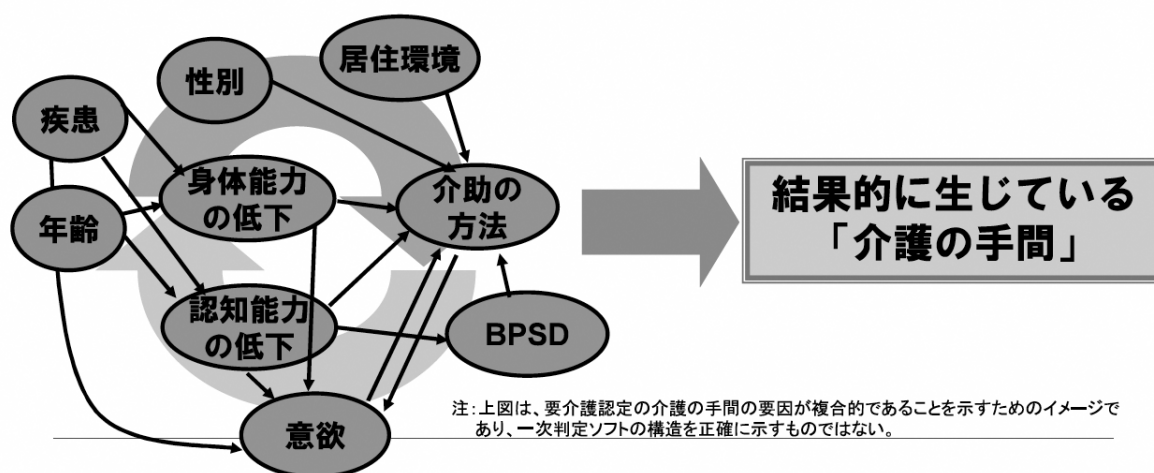 居住環境
性別
疾患
身体能力
の低下
介助の
方法
年齢
認知能力
の低下
BPSD
意欲
結果的に生じている
「介護の手間」
注：上図は、要介護認定の介護の手間の要因が複合的であることを示すためのイメージで
あり、一次判定ソフトの構造を正確に示すものではない。